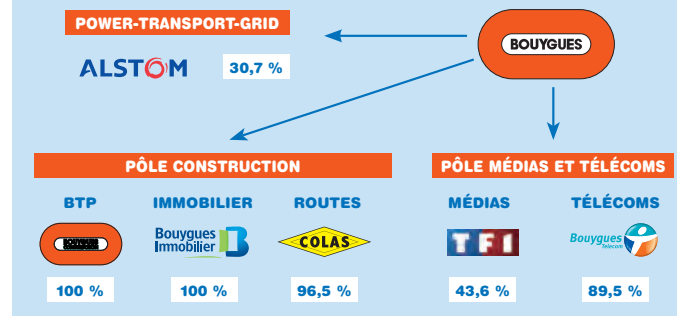 POWER-TRANSPORT-GRID
ALSTOM
30,7 %
BOUYGUES
PÔLE CONSTRUCTION
PÔLE MÉDIAS ET TÉLÉCOMS
BTP
IMMOBILIER
ROUTES
MÉDIAS
TÉLÉCOMS
Bouygues
Immobilier
COLAS
TF1
Bouygues
Telecom
100 %
100 %
96,5 %
43,6 %
89,5 %